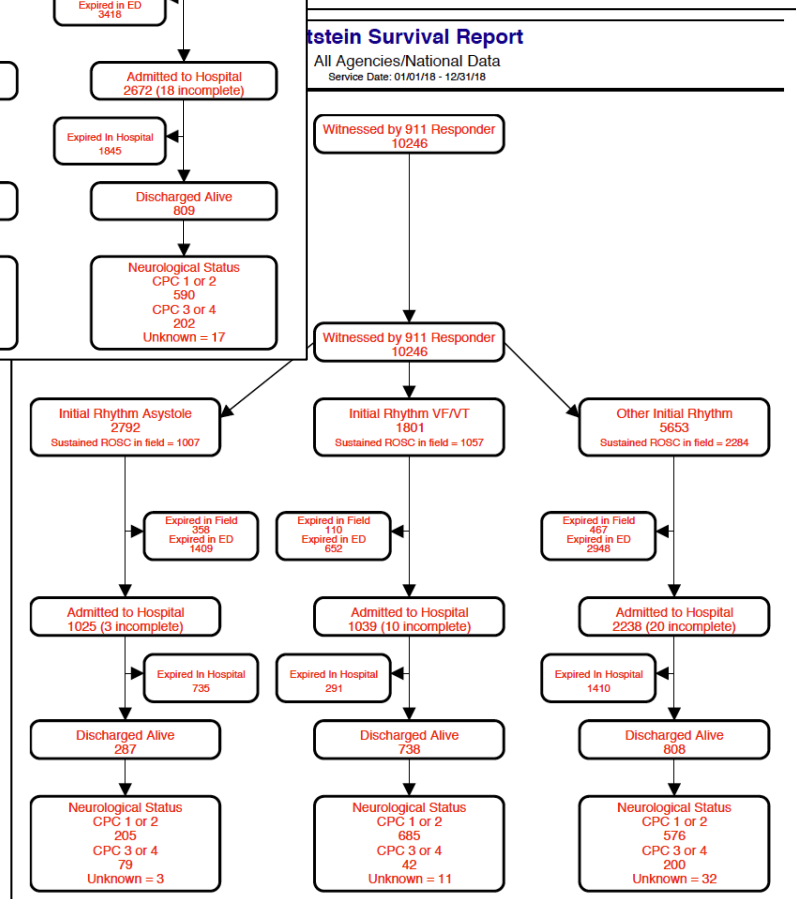 Expired in ED
3418
Admitted to Hospital
2672 (18 incomplete)
Expired In Hospital
1845
Discharged Alive
809
Neurological Status
CPC 1 or 2
590
CPC 3 or 4
202
Unknown = 17
tstein Survival Report
All Agencies/National Data
Service Date: 01/01/18 - 12/31/18
Witnessed by 911 Responder
10246
Witnessed by 911 Responder
10246
Initial Rhythm Asystole
2792
Sustained ROSC in field = 1007
Initial Rhythm VF/VT
1801
Sustained ROSC in field = 1057
Other Initial Rhythm
5653
Sustained ROSC in field = 2284
Expired in Field
358
Expired in ED
1409
Expired in Field
110
Expired in ED
652
Expired in Field
467
Expired in ED
2948
Admitted to Hospital
1025 (3 incomplete)
Admitted to Hospital
1039 (10 incomplete)
Admitted to Hospital
2238 (20 incomplete)
Expired In Hospital
735
Expired In Hospital
291
Expired In Hospital
1410
Discharged Alive
287
Discharged Alive
738
Discharged Alive
808
Neurological Status
CPC 1 or 2
205
CPC 3 or 4
79
Unknown = 3
Neurological Status
CPC 1 or 2
685
CPC 3 or 4
42
Unknown = 11
Neurological Status
CPC 1 or 2
576
CPC 3 or 4
200
Unknown = 32